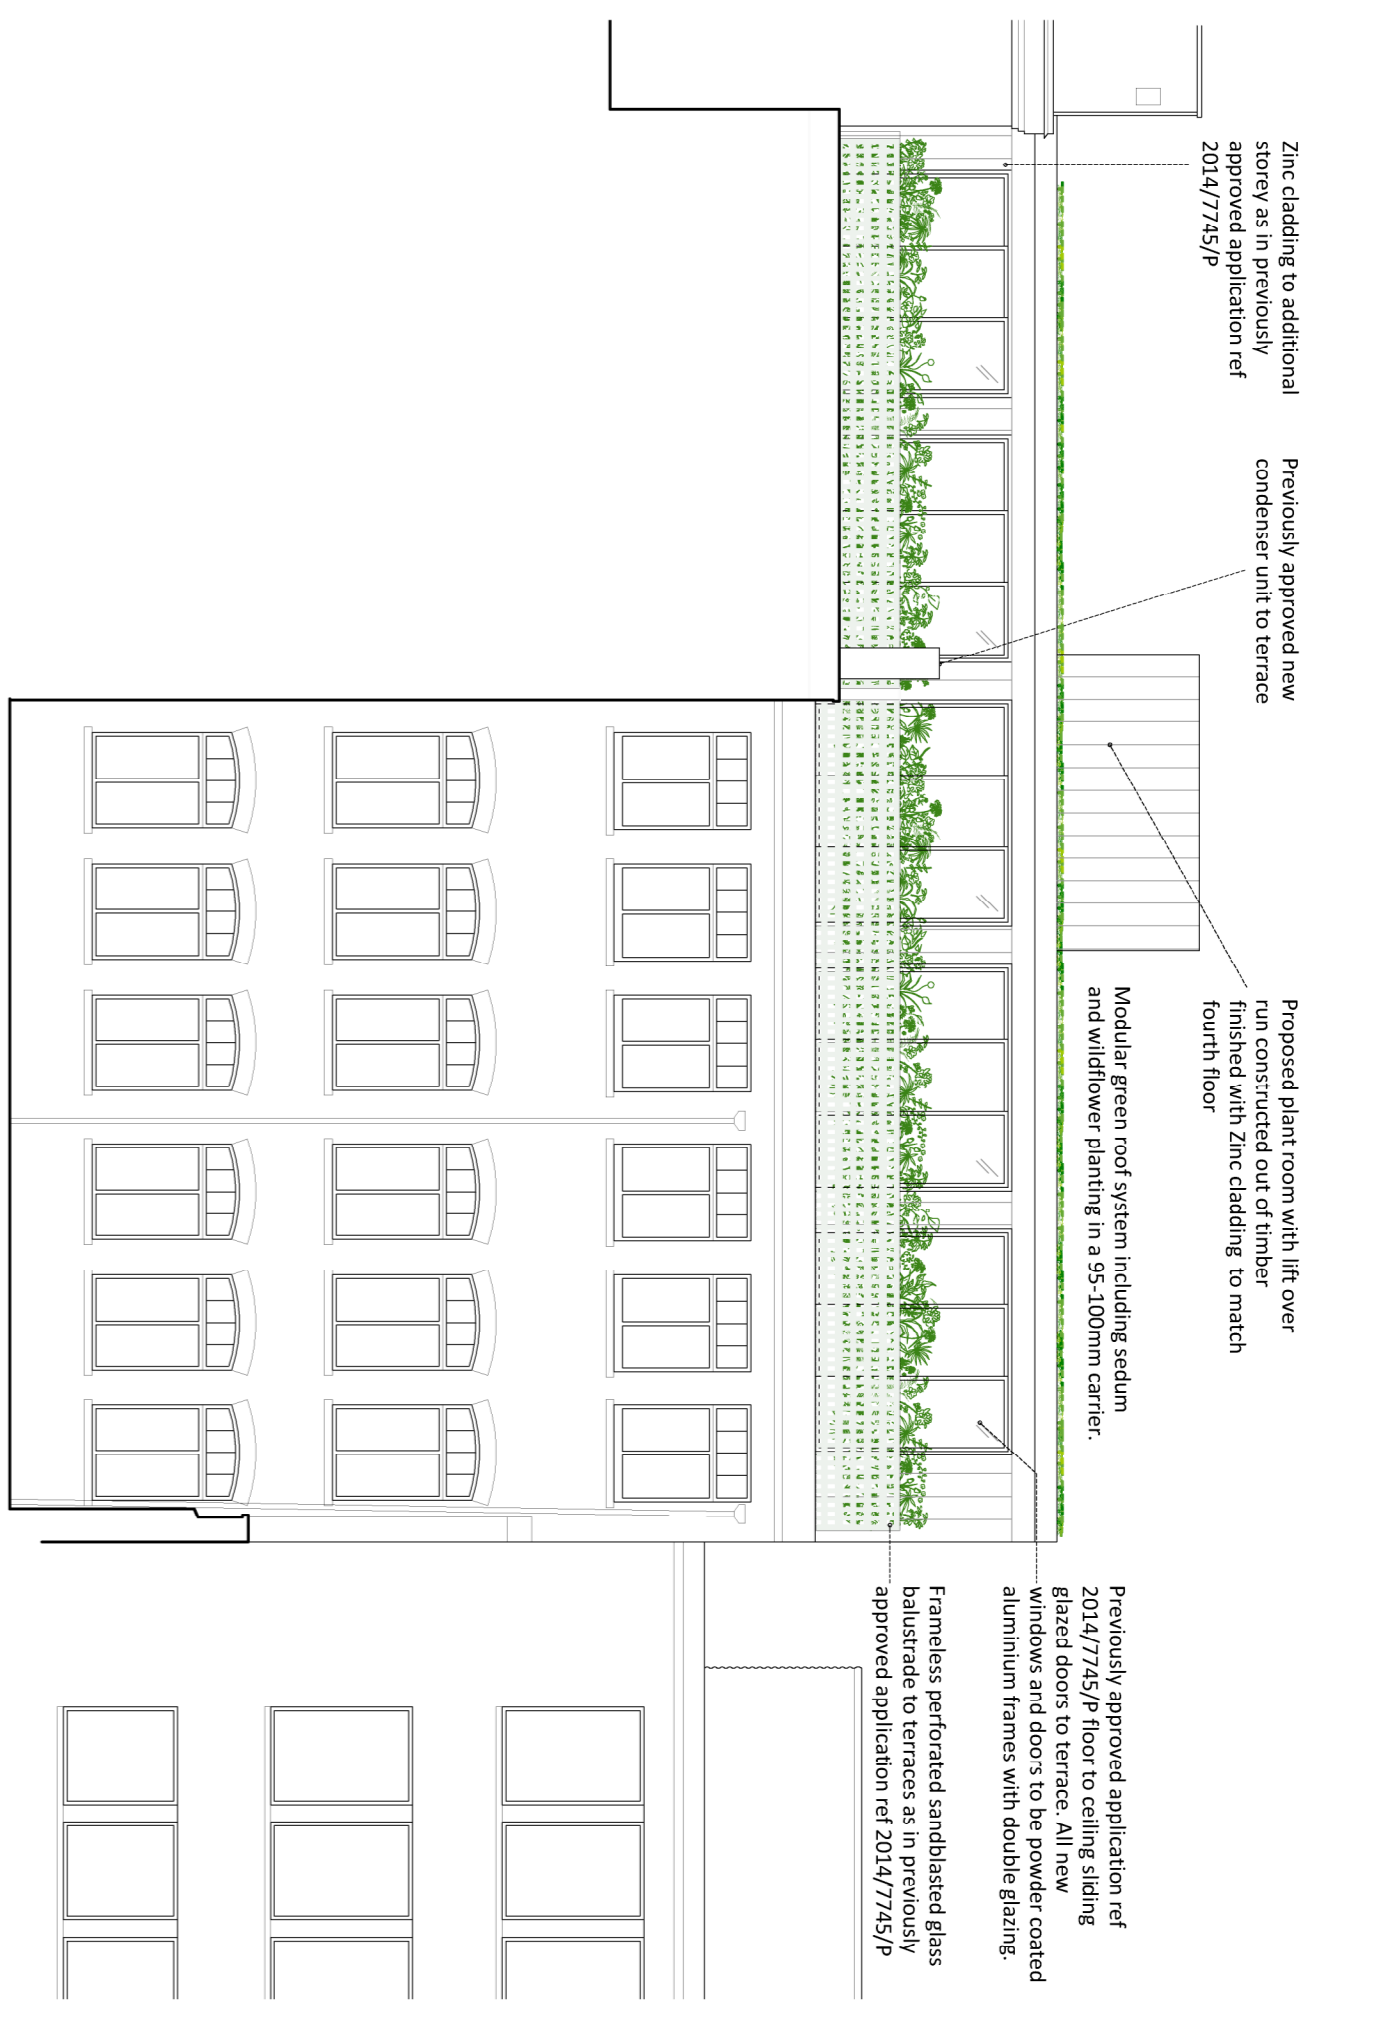 Zinc cladding to additional
storey as in previously
approved application ref
2014/7745/P
Previously approved new
condenser unit to terrace
Proposed plant room with lift over
run constructed out of timber
finished with Zinc cladding to match
fourth floor
Modular green roof system including sedum
and wildflower planting in a 95-100mm carrier.
Previously approved application ref
2014/7745/P floor to ceiling sliding
glazed doors to terrace. All new
windows and doors to be powder coated
aluminium frames with double glazing.
Frameless perforated sandblasted glass
balustrade to terraces as in previously
approved application ref 2014/7745/P